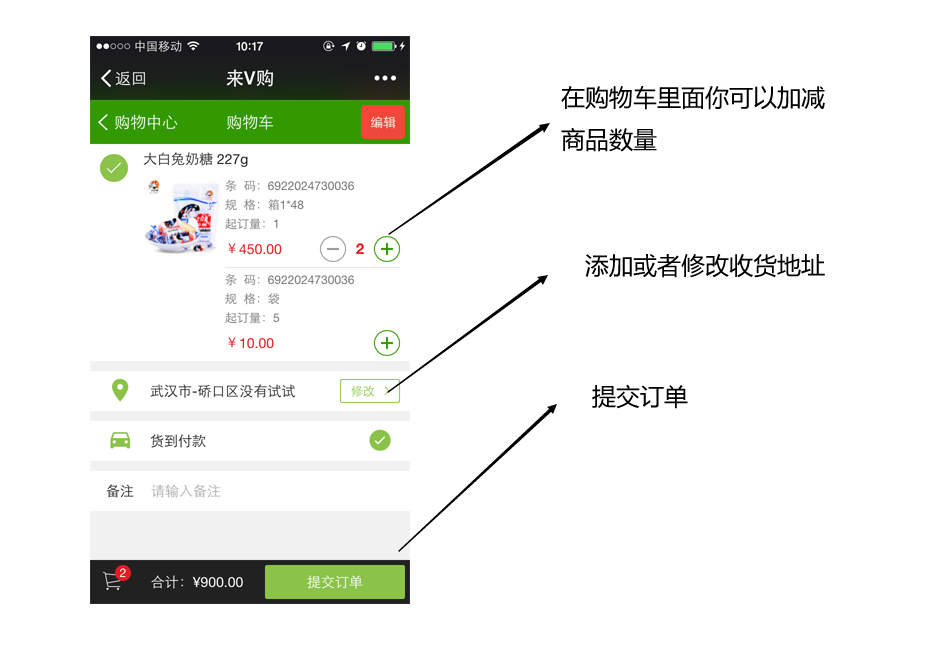 中国移动 10:17
返回 来V购
购物中心 购物车 编辑
大白兔奶糖 227g
条 码：6922024730036
规 格：箱1*48
起订量：1
￥450.00 2
条 码：6922024730036
规 格：袋
起订量：5
￥10.00
武汉市-硚口区没有试试 修改
货到付款
备注 请输入备注
2 合计：¥900.00 提交订单
在购物车里面你可以加减
商品数量
添加或者修改收货地址
提交订单